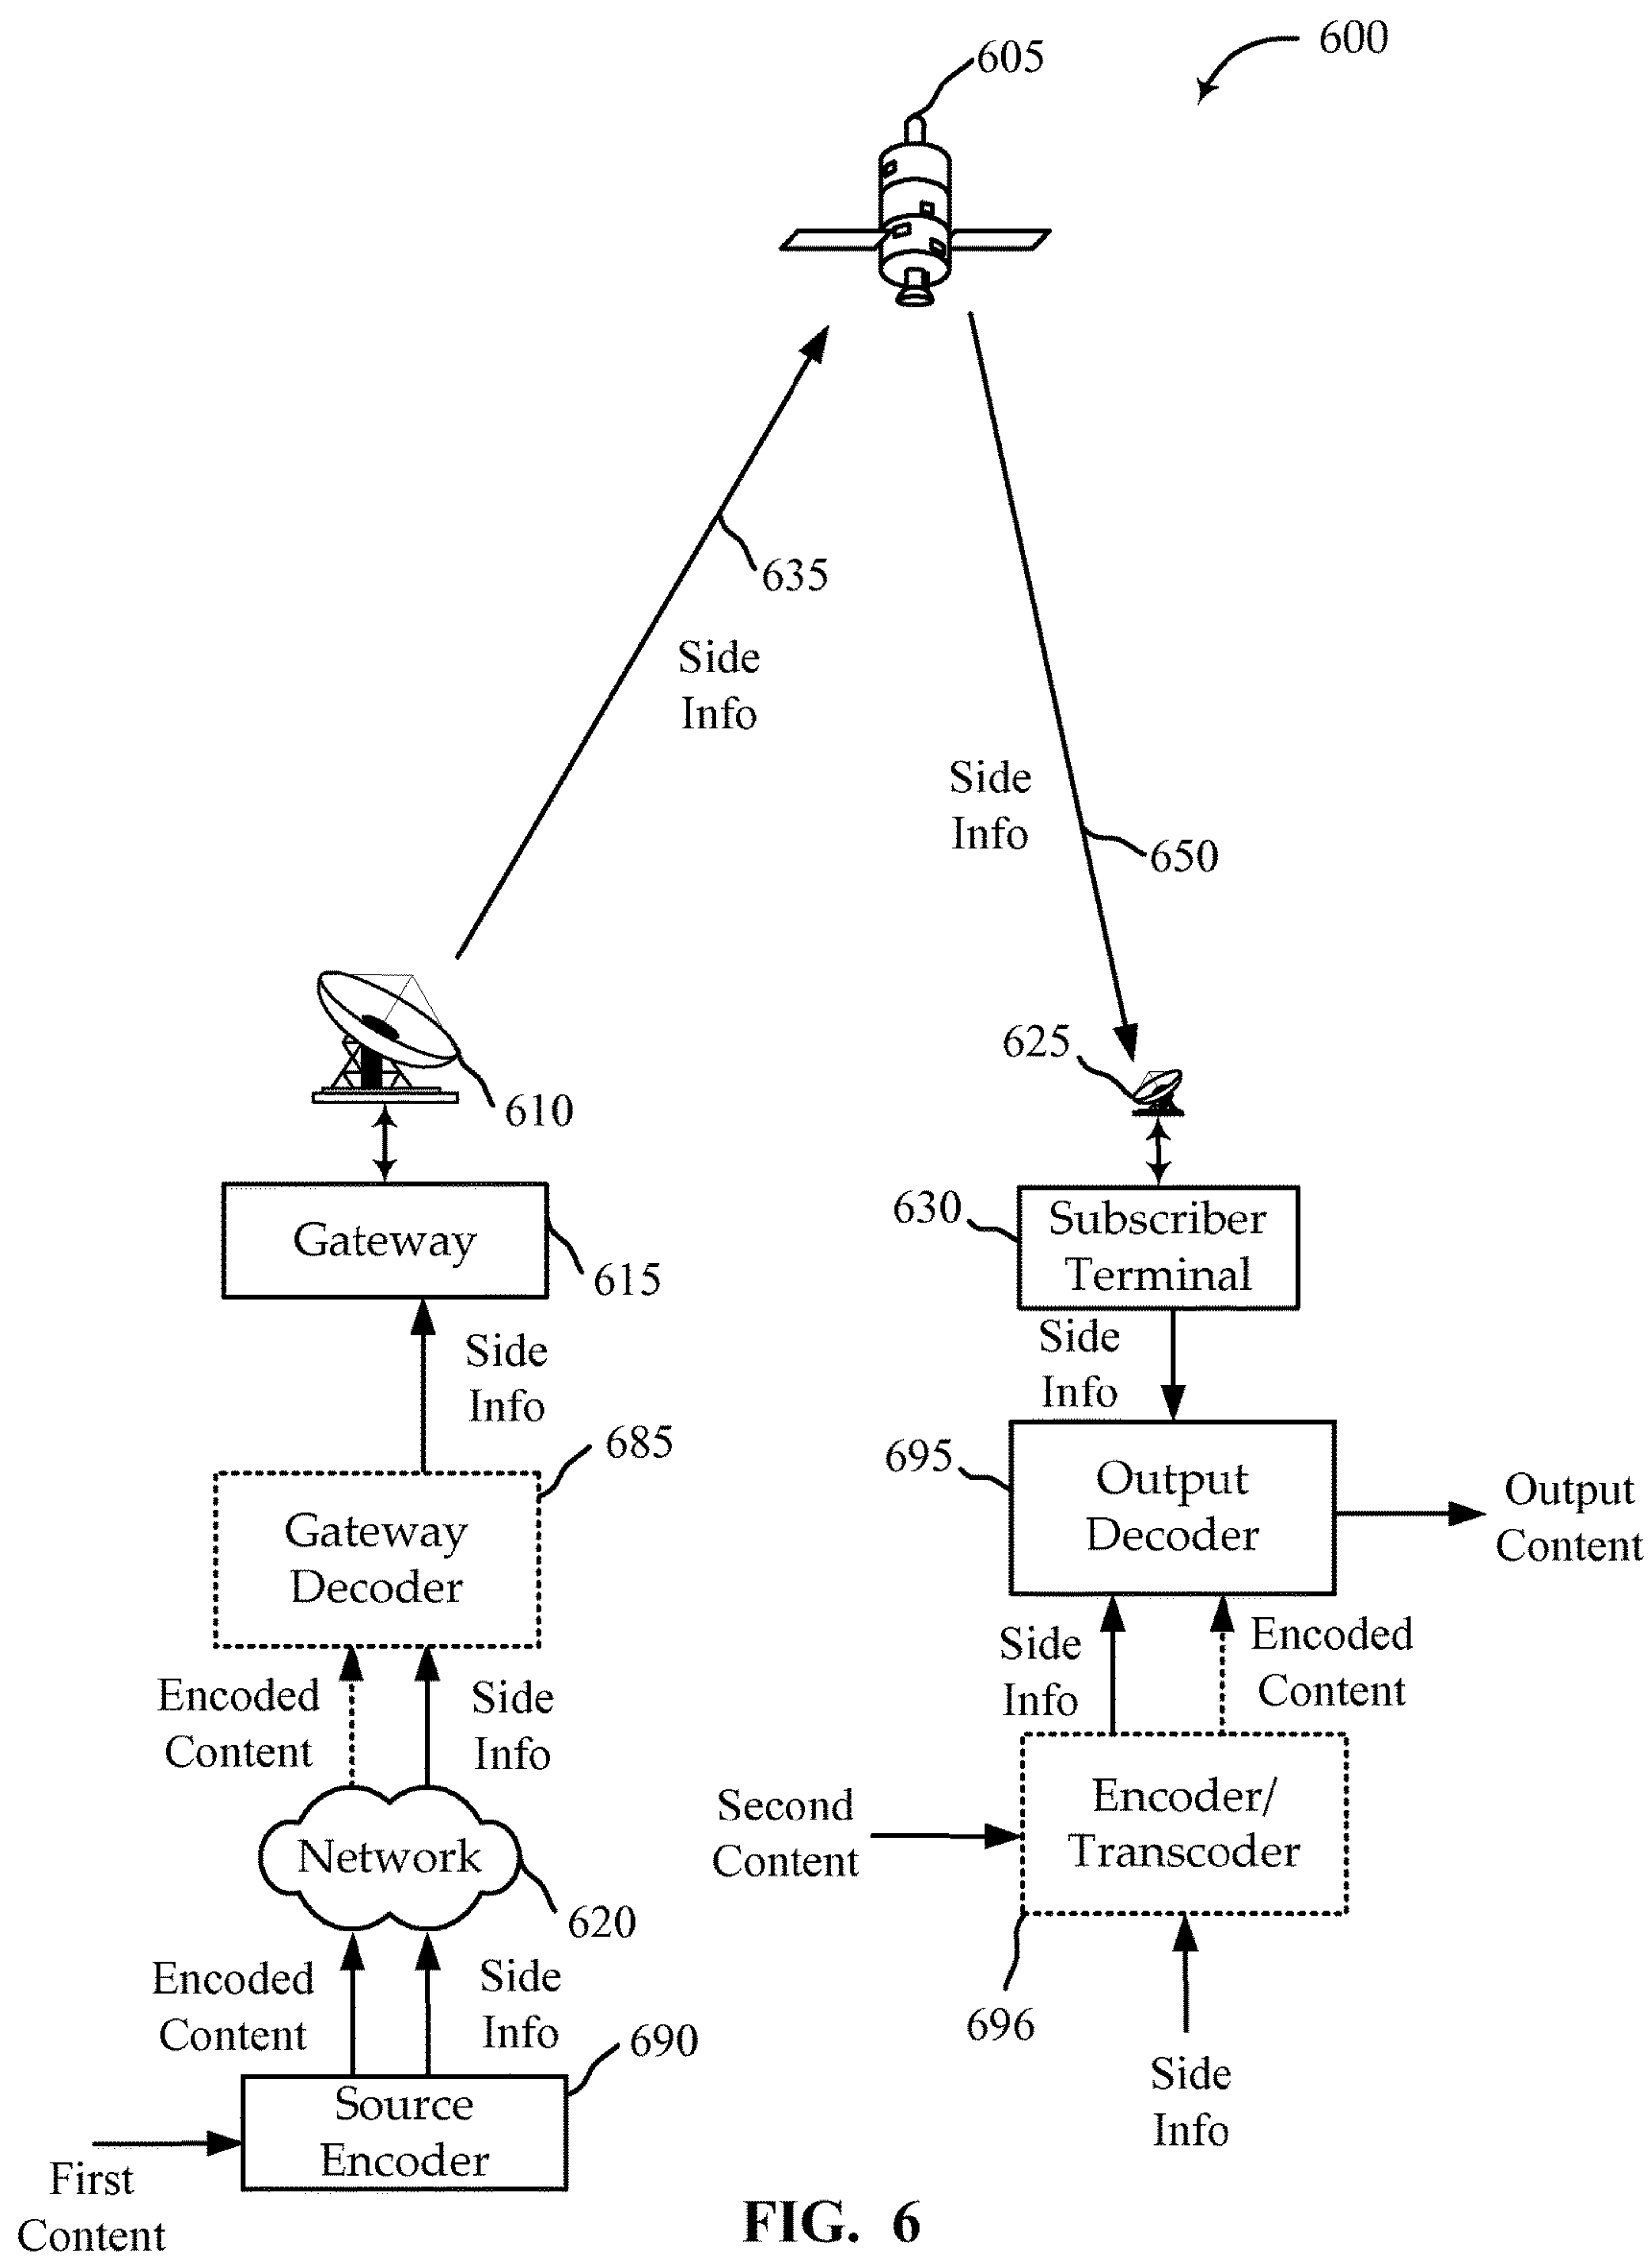 600
605
635
Side
Info
Side
Info
650
625
610
Gateway
615
630
Subscriber
Terminal
Side
Info
Side
Info
685
695
Output
Decoder
Output
Content
Gateway
Decoder
Encoded
Content
Side
Info
Side
Info
Encoded
Content
Network
620
Second
Content
Encoder/
Transcoder
696
Encoded
Content
Side
Info
690
Side
Info
Source
Encoder
First
Content
FIG. 6